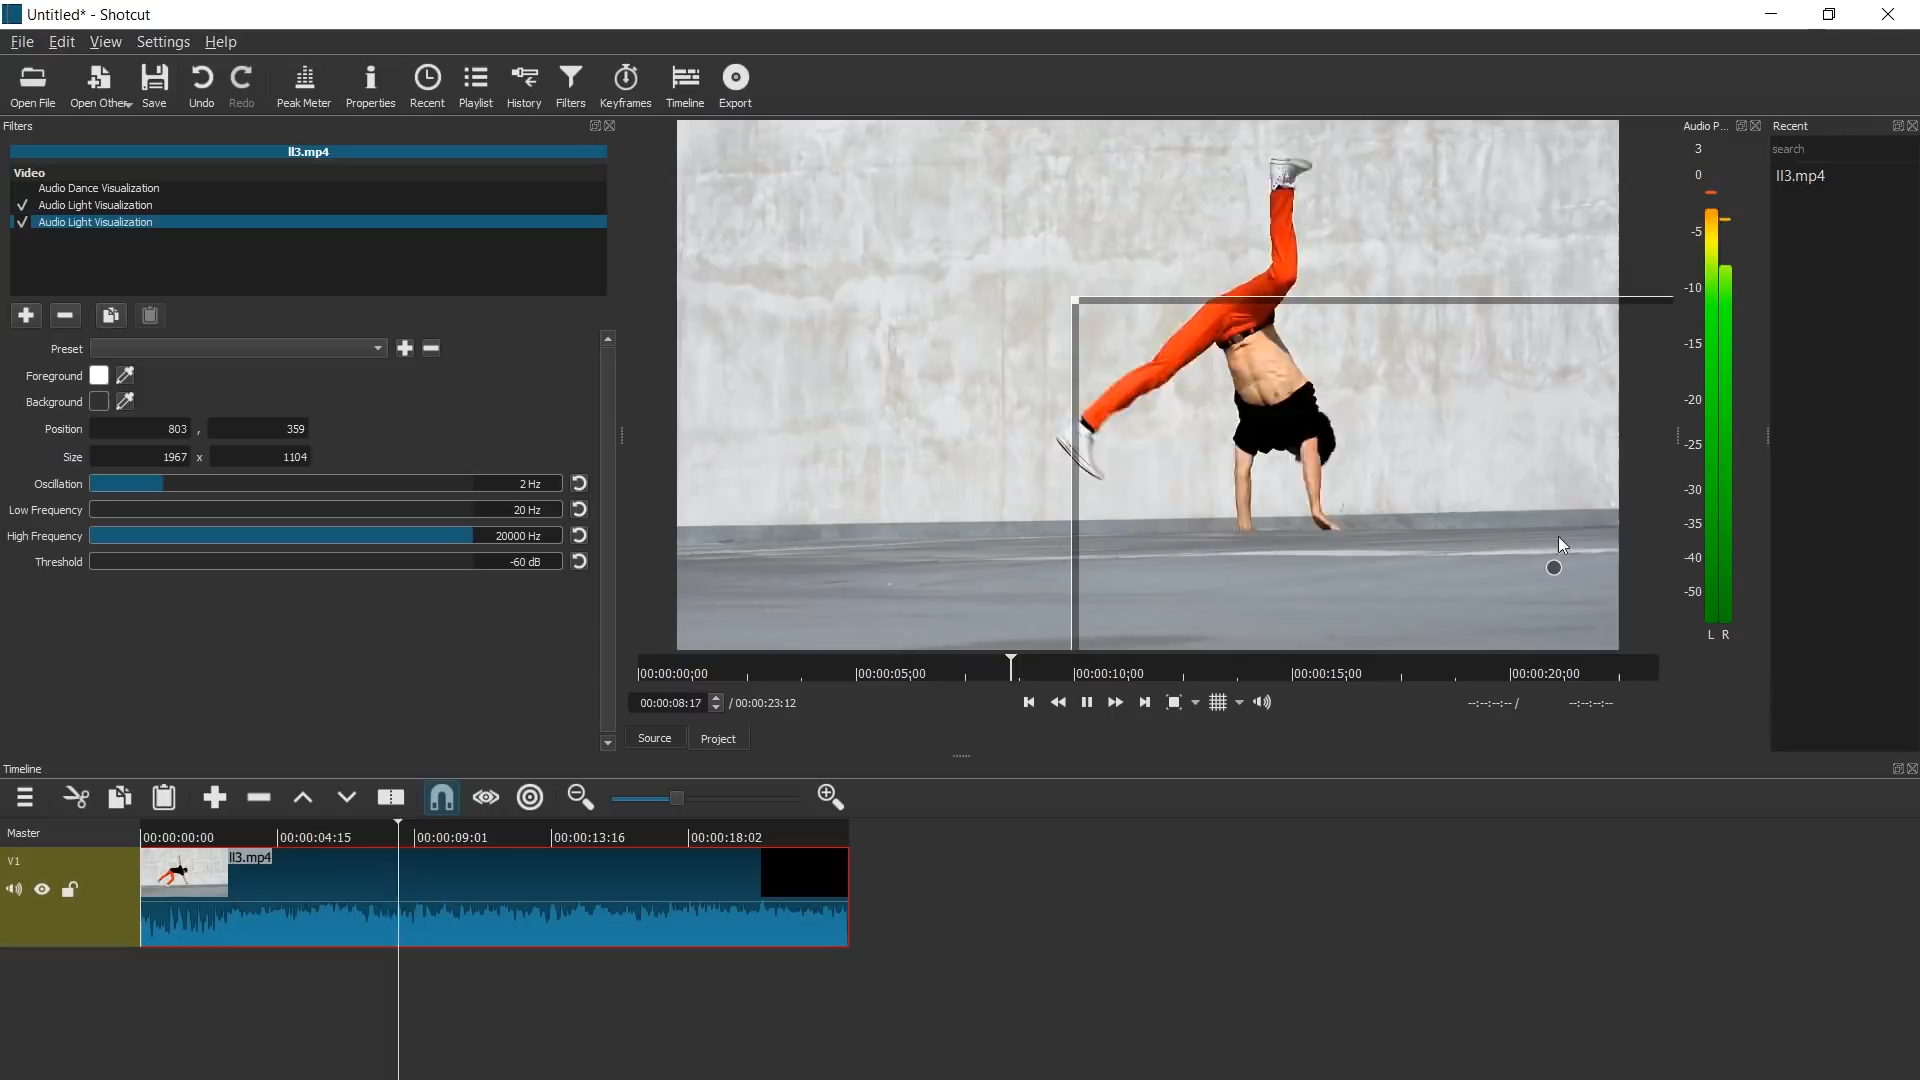 Untitled* - Shotcut
File Edit View Settings Help
Open File Open Other Save Undo Redo Peak Meter Properties Recent Playlist History Filters Keyframes Timeline Export
Filters
ll3.mp4
Video
Audio Dance Visualization
Audio Light Visualization
Audio Light Visualization
Preset
Foreground
Background
Position 803 , 359
Size 1967 x 1104
Oscillation 2 Hz
Low Frequency 20 Hz
High Frequency 20000 Hz
Threshold -60 dB
00:00:00;00 00:00:05;00 00:00:10;00 00:00:15;00 00:00:20;00
00:00:08:17 / 00:00:23:12 --:--:--:-- / --:--:--:--
Source Project
Audio P...
3
0
-5
-10
-15
-20
-25
-30
-35
-40
-50
L R
Recent
search
ll3.mp4
Timeline
Master
00:00:00:00 00:00:04:15 00:00:09:01 00:00:13:16 00:00:18:02
V1
ll3.mp4